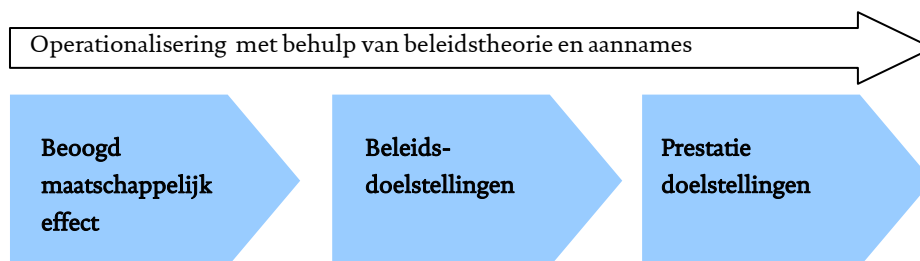 Operationalisering met behulp van beleidstheorie en aannames
Beoogd
maatschappelijk
effect
Beleids-
doelstellingen
Prestatie
doelstellingen